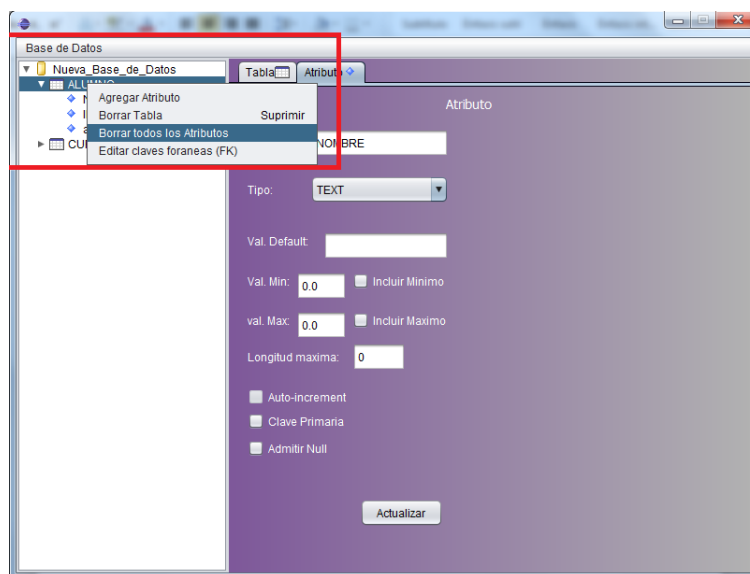 Base de Datos
Nueva_Base_de_Datos
ALUMNO
Agregar Atributo
Borrar Tabla Suprimir
Borrar todos los Atributos
Editar claves foraneas (FK)
Tabla Atributo
Atributo
NOMBRE
Tipo: TEXT
Val. Default:
Val. Min: 0.0 Incluir Minimo
val. Max: 0.0 Incluir Maximo
Longitud maxima: 0
Auto-increment
Clave Primaria
Admitir Null
Actualizar